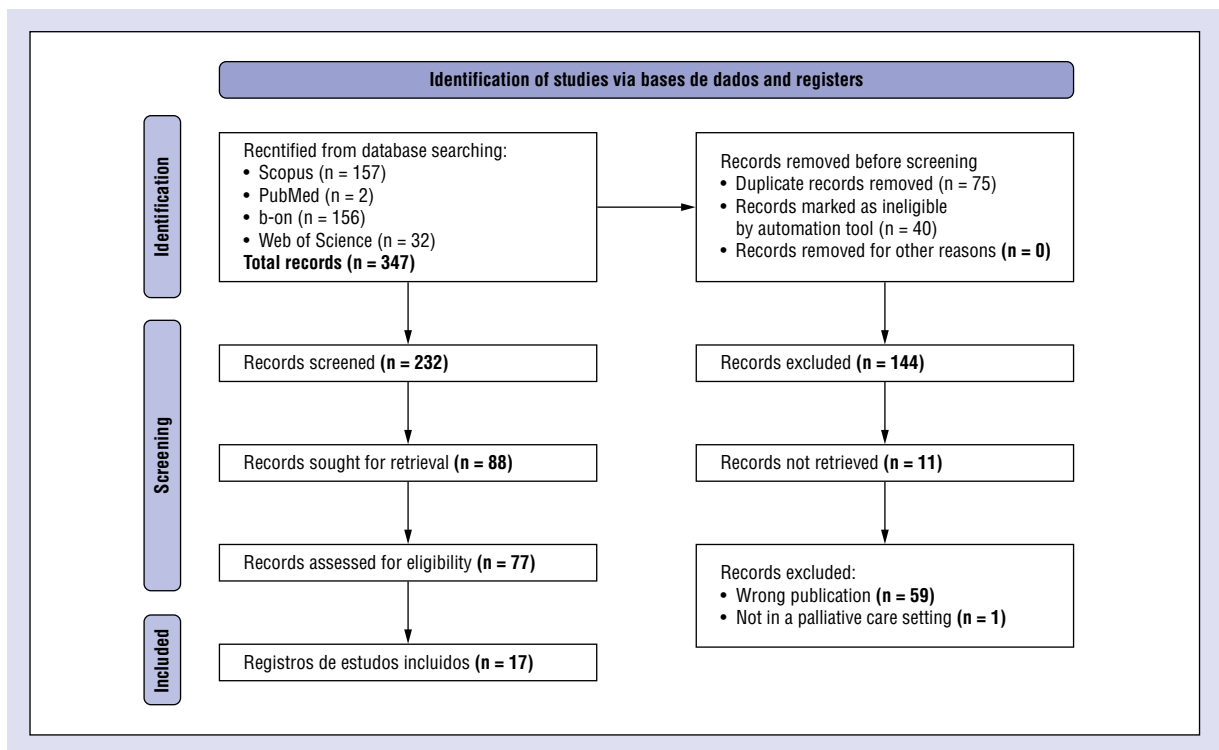 Identification of studies via bases de dados and registers
Identification
Recntified from database searching:
• Scopus (n = 157)
• PubMed (n = 2)
• b-on (n = 156)
• Web of Science (n = 32)
Total records (n = 347)
Records removed before screening
• Duplicate records removed (n = 75)
• Records marked as ineligible
by automation tool (n = 40)
• Records removed for other reasons (n = 0)
Screening
Records screened (n = 232)
Records excluded (n = 144)
Records sought for retrieval (n = 88)
Records not retrieved (n = 11)
Records assessed for eligibility (n = 77)
Records excluded:
• Wrong publication (n = 59)
• Not in a palliative care setting (n = 1)
Included
Registros de estudos incluidos (n = 17)